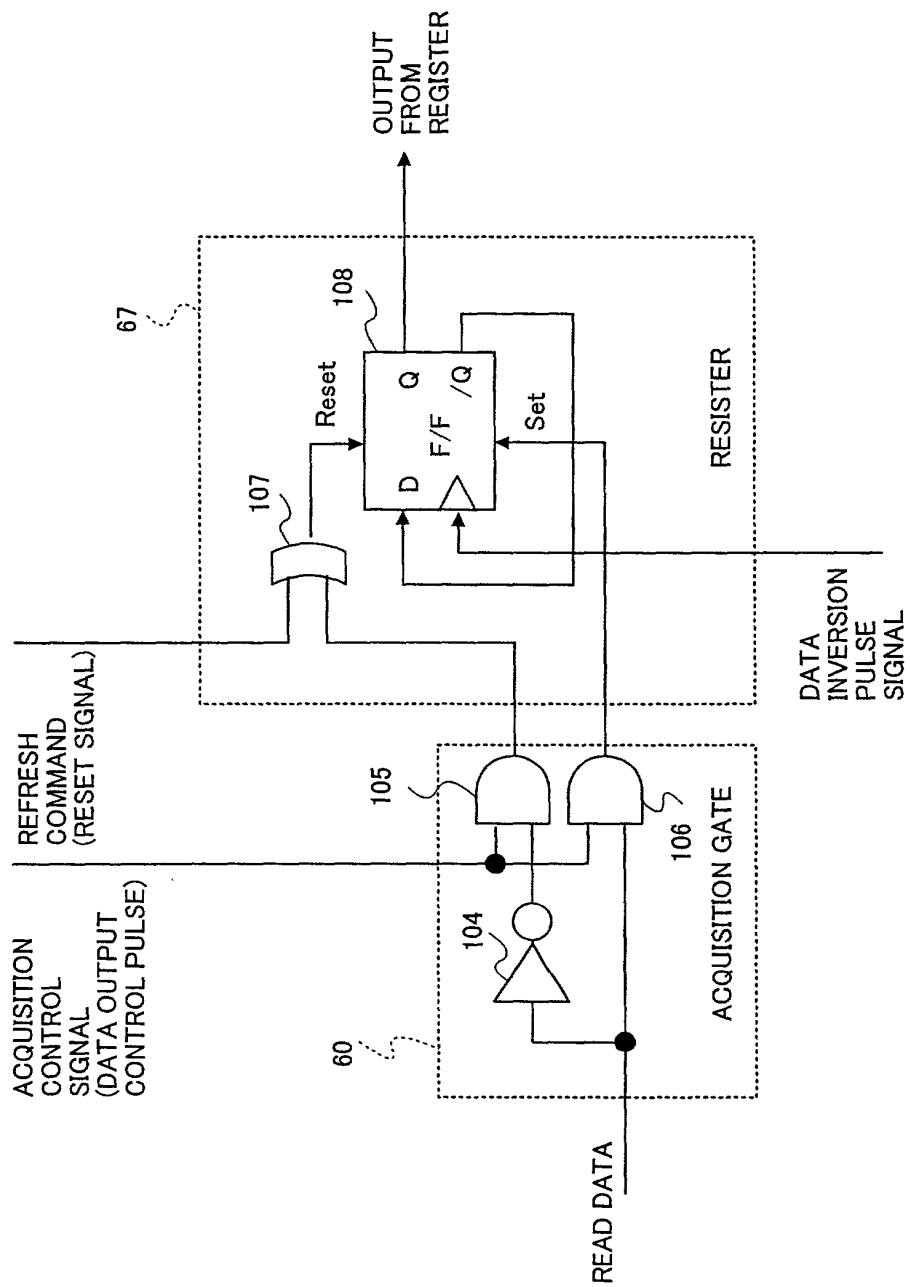 ACQUISITION
CONTROL
SIGNAL
(DATA OUTPUT
CONTROL PULSE)
REFRESH
COMMAND
(RESET SIGNAL)
READ DATA
60
104
105
106
ACQUISITION GATE
67
107
Reset
108
D
Q
F/F
/Q
Set
RESISTER
DATA
INVERSION
PULSE
SIGNAL
OUTPUT
FROM
REGISTER